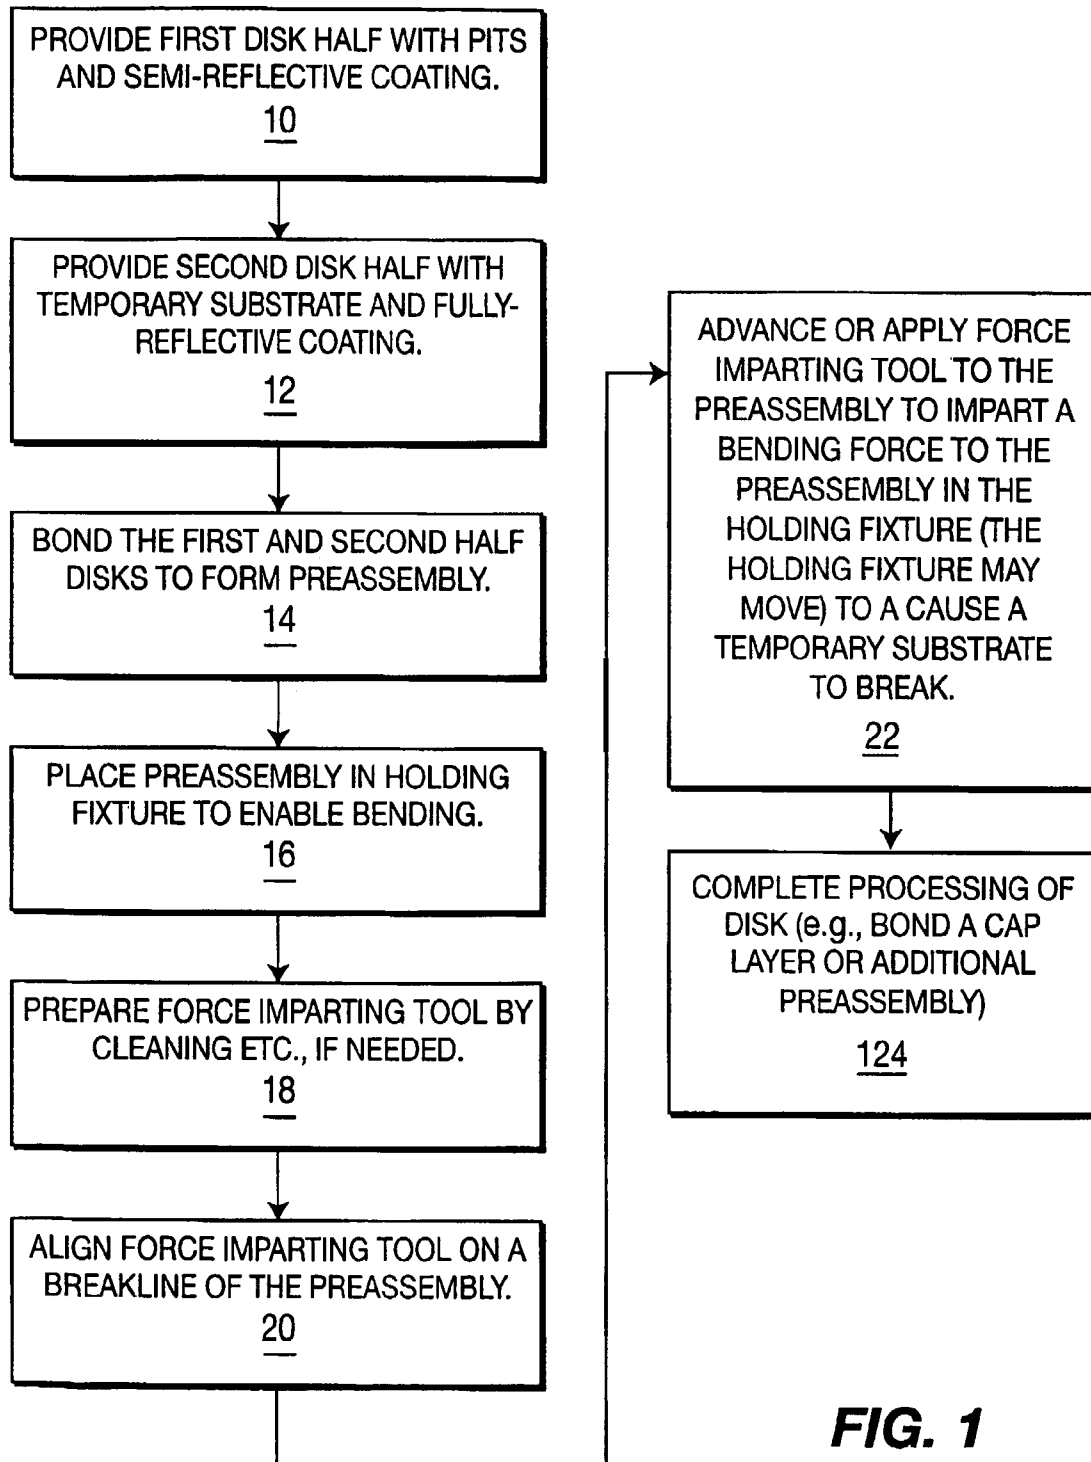 PROVIDE FIRST DISK HALF WITH PITS
AND SEMI-REFLECTIVE COATING.
10
PROVIDE SECOND DISK HALF WITH
TEMPORARY SUBSTRATE AND FULLY-
REFLECTIVE COATING.
12
BOND THE FIRST AND SECOND HALF
DISKS TO FORM PREASSEMBLY.
14
PLACE PREASSEMBLY IN HOLDING
FIXTURE TO ENABLE BENDING.
16
PREPARE FORCE IMPARTING TOOL BY
CLEANING ETC., IF NEEDED.
18
ALIGN FORCE IMPARTING TOOL ON A
BREAKLINE OF THE PREASSEMBLY.
20
ADVANCE OR APPLY FORCE
IMPARTING TOOL TO THE
PREASSEMBLY TO IMPART A
BENDING FORCE TO THE
PREASSEMBLY IN THE
HOLDING FIXTURE (THE
HOLDING FIXTURE MAY
MOVE) TO A CAUSE A
TEMPORARY SUBSTRATE
TO BREAK.
22
COMPLETE PROCESSING OF
DISK (e.g., BOND A CAP
LAYER OR ADDITIONAL
PREASSEMBLY)
124
FIG. 1